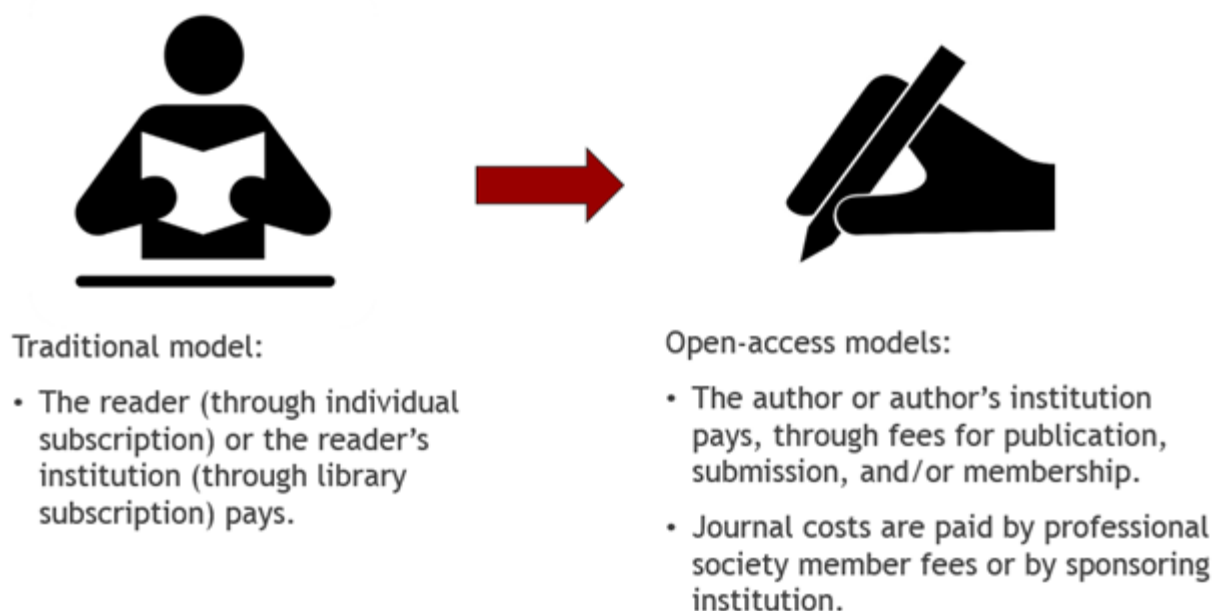 Traditional model:
• The reader (through individual
subscription) or the reader's
institution (through library
subscription) pays.
Open-access models:
• The author or author's institution
pays, through fees for publication,
submission, and/or membership.
• Journal costs are paid by professional
society member fees or by sponsoring
institution.